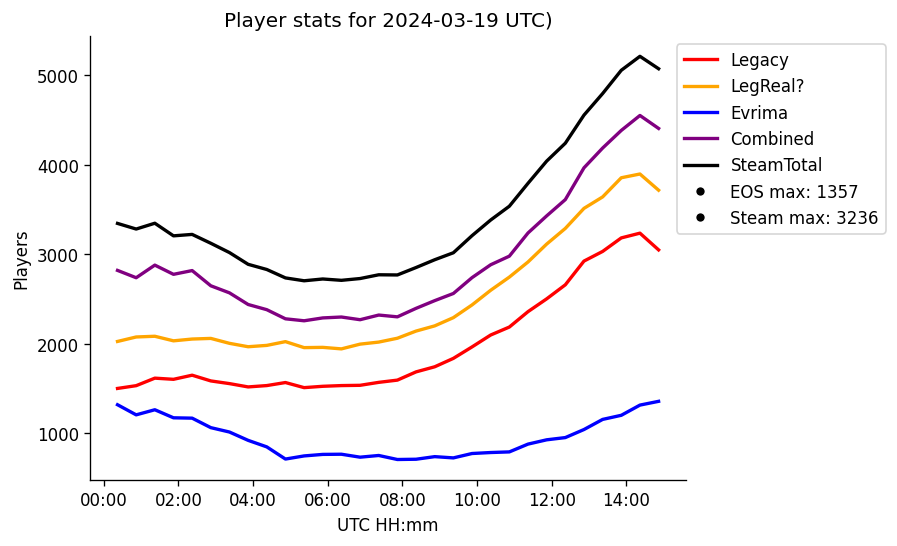 Player stats for 2024-03-19 UTC)
Legacy
LegReal?
Evrima
Combined
SteamTotal
EOS max: 1357
Steam max: 3236
Players
5000
4000
3000
2000
1000
00:00 02:00 04:00 06:00 08:00 10:00 12:00 14:00
UTC HH:mm